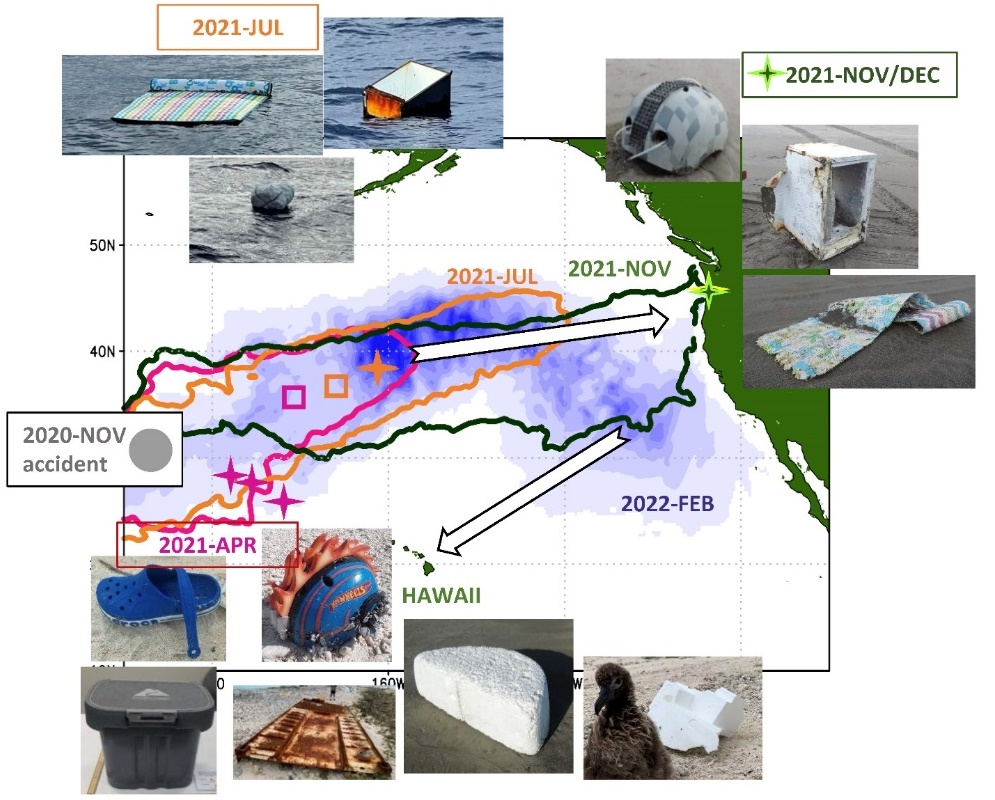 2021-JUL
2021-NOV/DEC
50N
2021-JUL
2021-NOV
40N
2020-NOV
accident
2022-FEB
2021-APR
HAWAII
crocs
160W